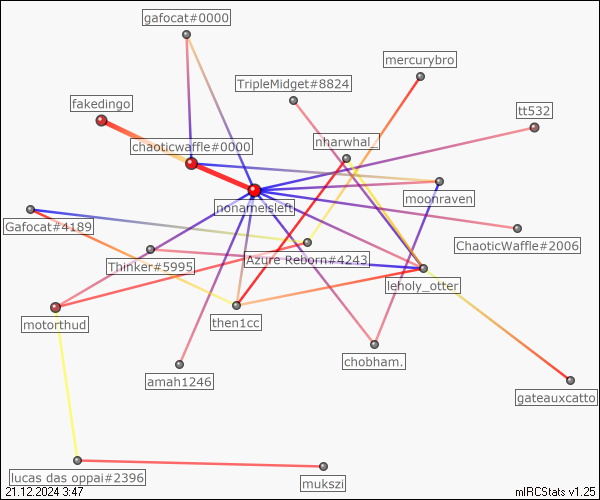 gafocat#0000
mercurybro
TripleMidget#8824
fakedingo
tt532
nharwhal_
chaoticwaffle#0000
moonraven
nonameisleft
Gafocat#4189
ChaoticWaffle#2006
Azure Reborn#4243
Thinker#5995
leholy_otter
motorthud
then1cc
chobham.
amah1246
gateauxcatto
lucas das oppai#2396
mukszi
21.12.2024 3:47
mIRCStats v1.25